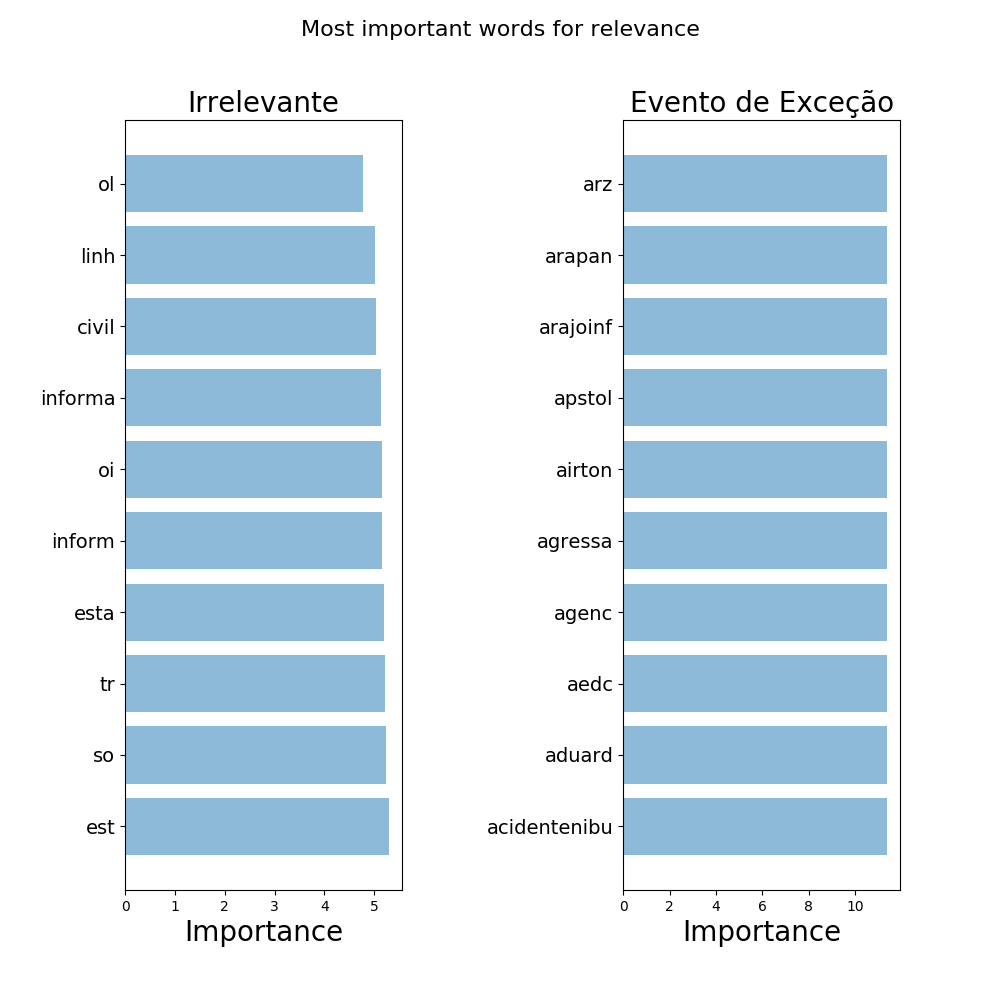 Most important words for relevance
Irrelevante
ol
linh
civil
informa
oi
inform
esta
tr
so
est
0 1 2 3 4 5
Importance
Evento de Exceção
arz
arapan
arajoinf
apstol
airton
agressa
agenc
aedc
aduard
acidentenibu
0 2 4 6 8 10
Importance